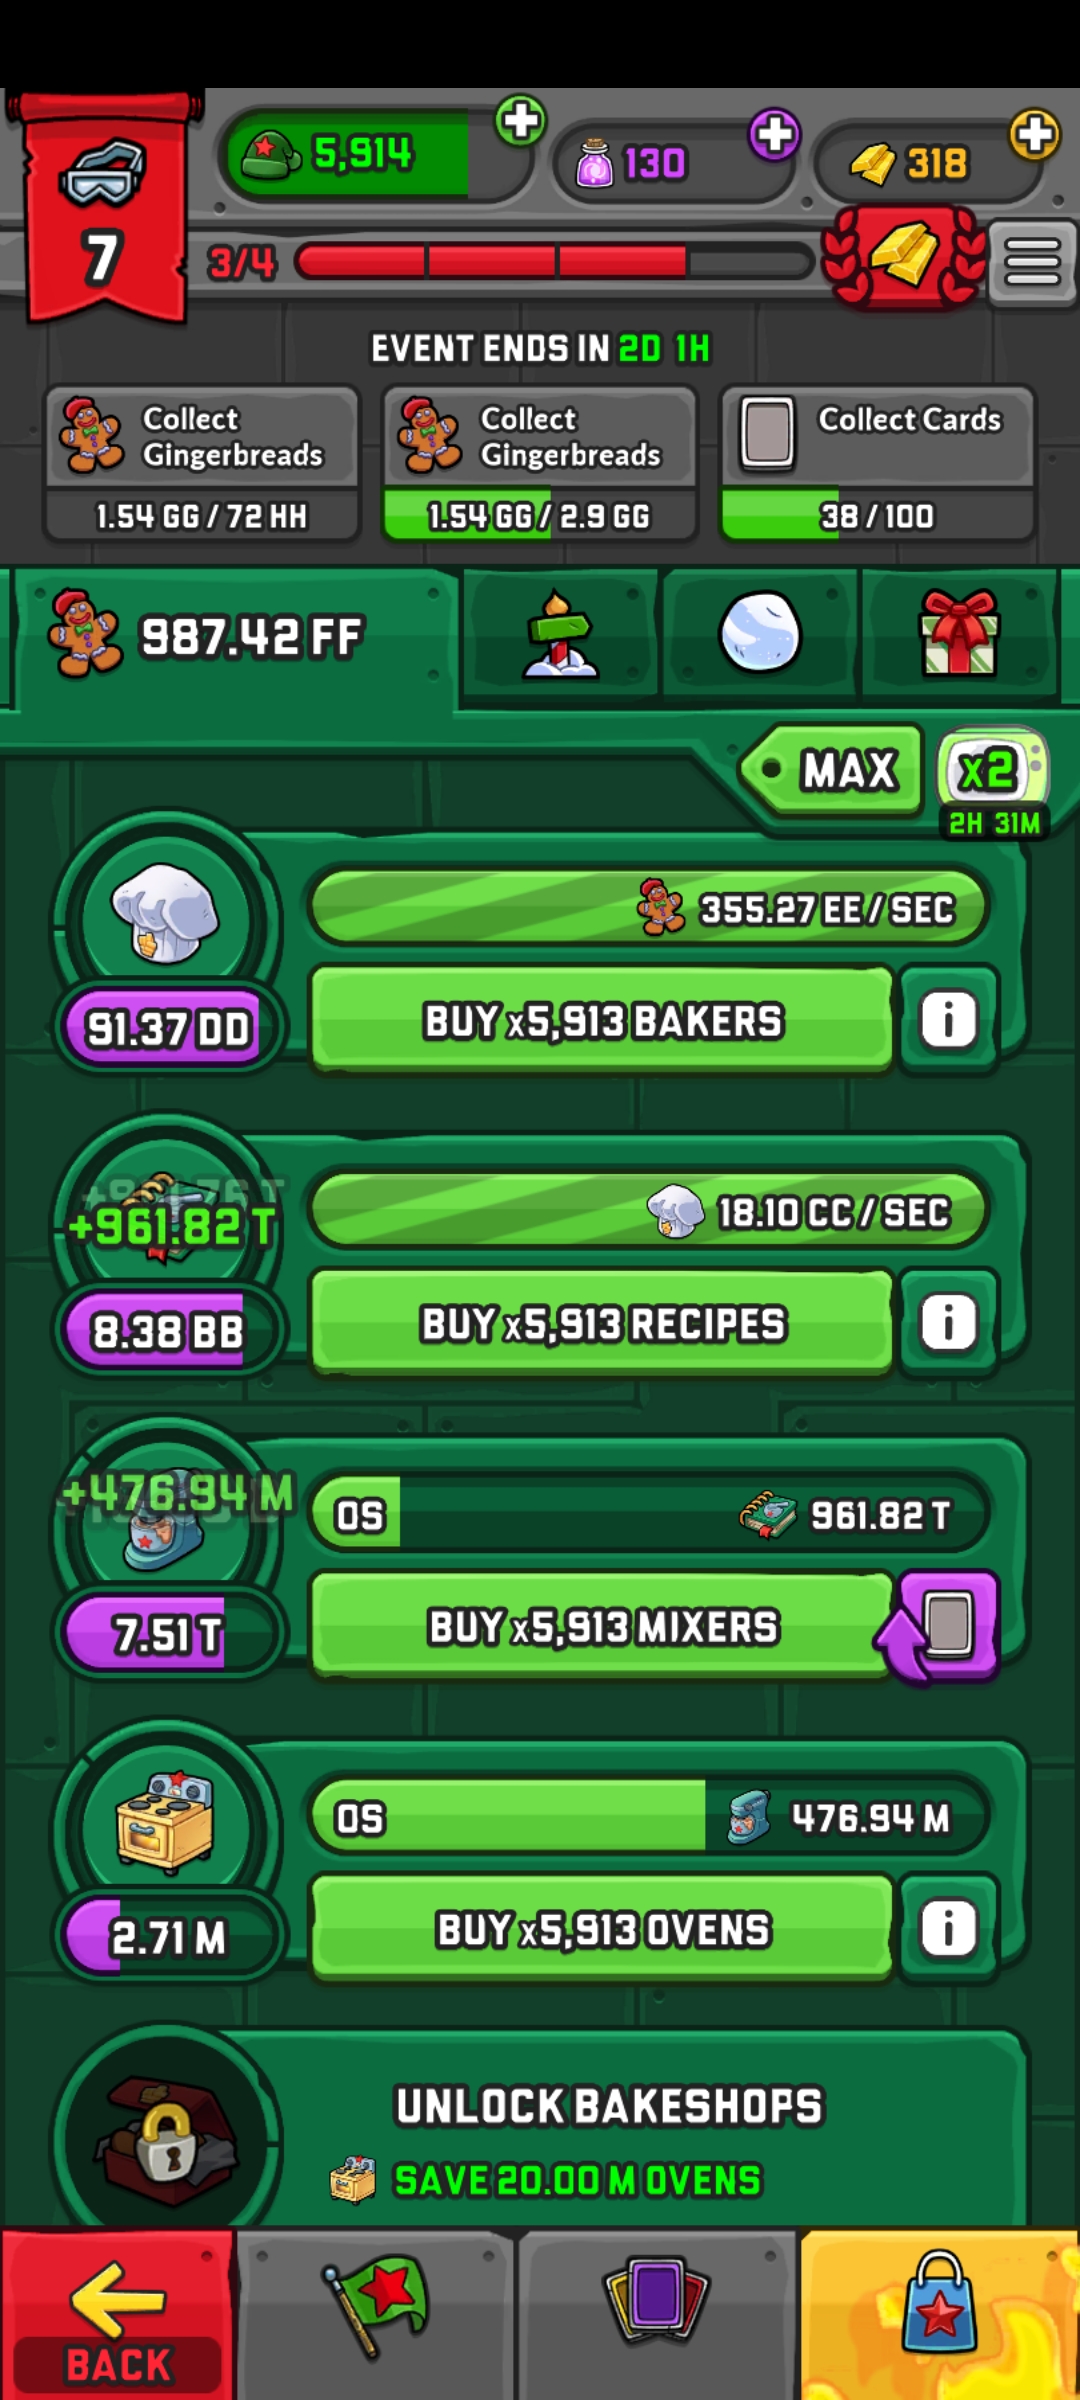 5,914
130
318
7
3/4
EVENT ENDS IN 2D 1H
Collect
Gingerbreads
1.54 GG / 72 HH
Collect
Gingerbreads
1.54 GG / 2.9 GG
Collect Cards
38 / 100
987.42 FF
MAX
x2
2H 31M
355.27 EE / SEC
91.37 DD
BUY x5,913 BAKERS
i
+961.82 T
18.10 CC / SEC
8.38 BB
BUY x5,913 RECIPES
i
+476.94 M
0S
961.82 T
7.51 T
BUY x5,913 MIXERS
0S
476.94 M
2.71 M
BUY x5,913 OVENS
i
UNLOCK BAKESHOPS
SAVE 20.00 M OVENS
BACK